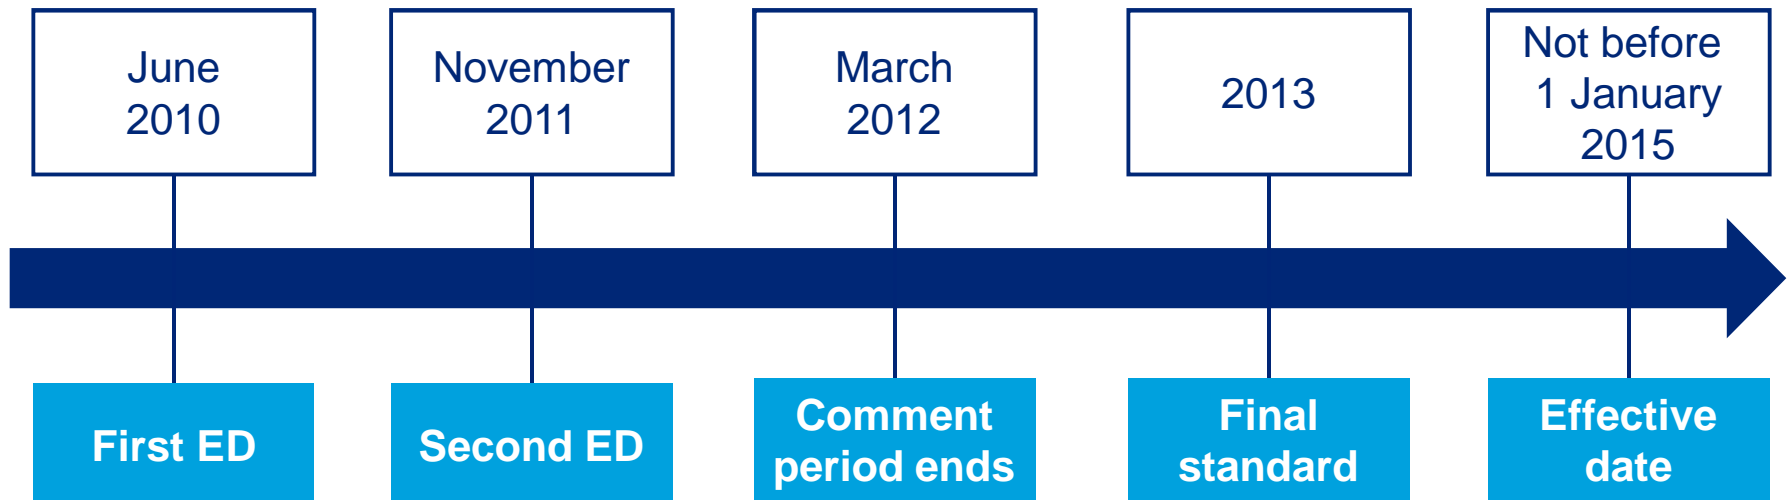 June
2010
November
2011
March
2012
2013
Not before
1 January
2015
First ED
Second ED
Comment
period ends
Final
standard
Effective
date